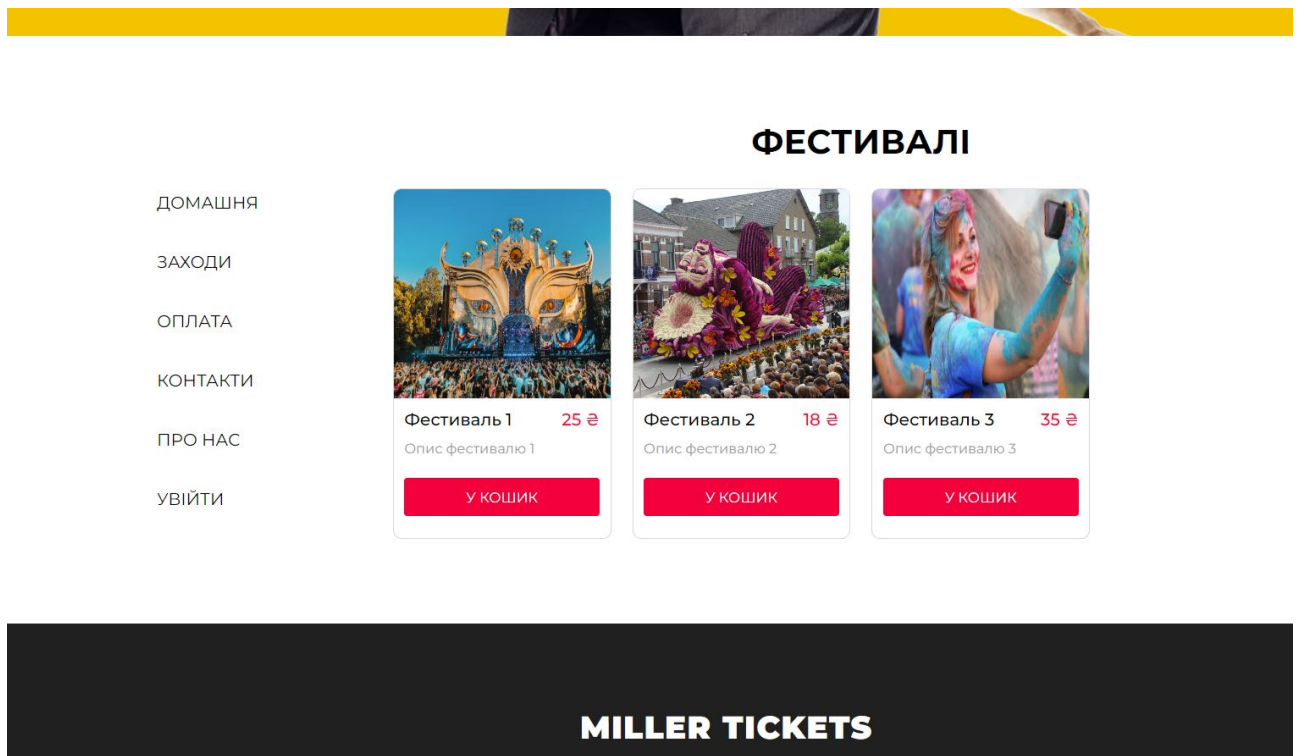 ФЕСТИВАЛІ
ДОМАШНЯ
ЗАХОДИ
ОПЛАТА
КОНТАКТИ
ПРО НАС
УВІЙТИ
Фестиваль 1 25 ₴
Опис фестивалю 1
У КОШИК
Фестиваль 2 18 ₴
Опис фестивалю 2
У КОШИК
Фестиваль 3 35 ₴
Опис фестивалю 3
У КОШИК
MILLER TICKETS